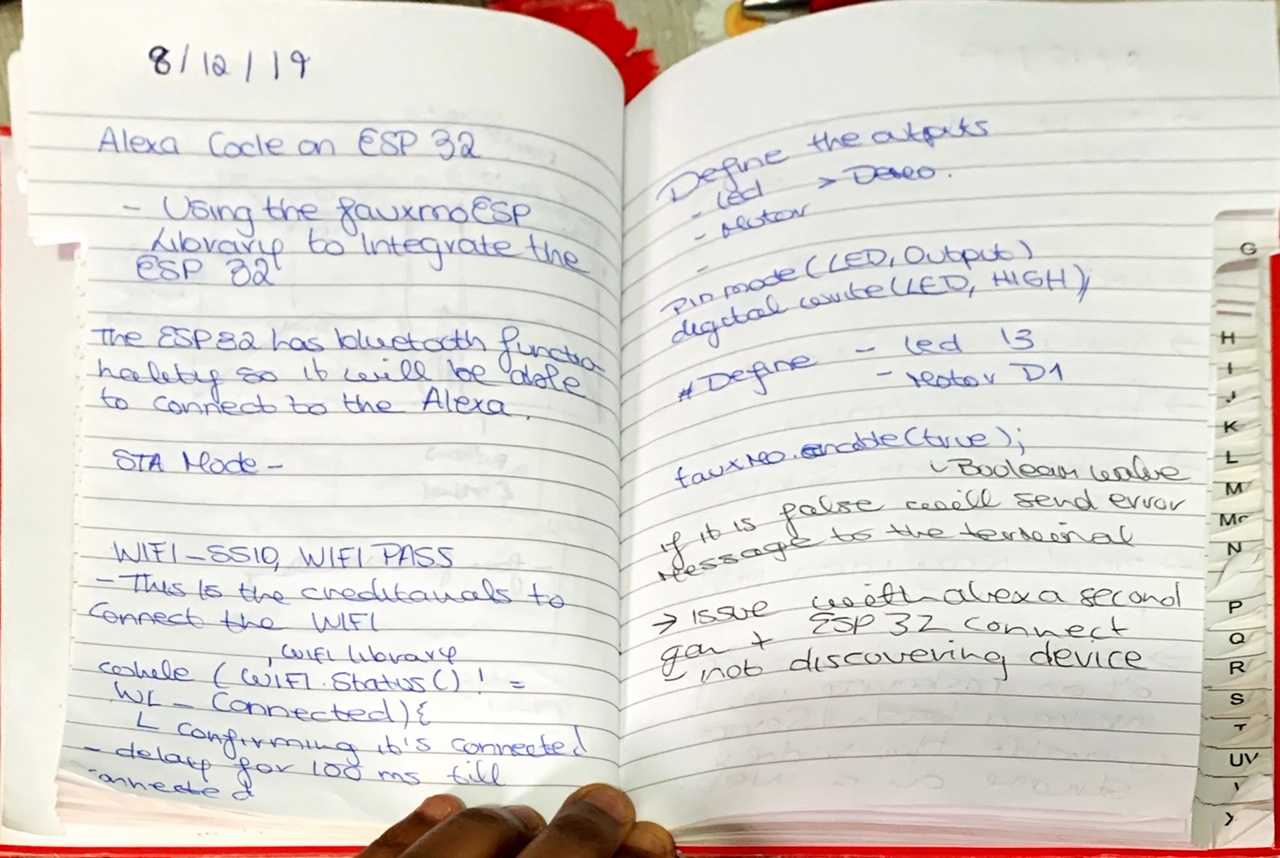 8/12/19
Alexa Code on ESP 32
- Using the fauxmoESP
Library to Integrate the
ESP 32
The ESP32 has bluetooth functio
nality so it will be able
to connect to the Alexa.
STA Mode -
WIFI_SSID, WIFI PASS
- This Is the creditanals to
Connect the WIFI
WIFI library
while (WIFI.Status() ! =
WL - Connected) {
L confirming it's connected
- delay for 100 ms till
connected
Define the outputs
- Led > Demo.
- Motor
-
Pin mode (LED, Output)
digital write (LED, HIGH);
# Define - Led 13
- Motor D1
fauxmo.enable(true);
Boolean value
if it is false will send error
message to the terminal
→ issue with alexa second
gen + ESP 32 connect
- not discovering device
G
H
I
J
K
L
M
Mc
N
P
Q
R
S
T
UV
Y